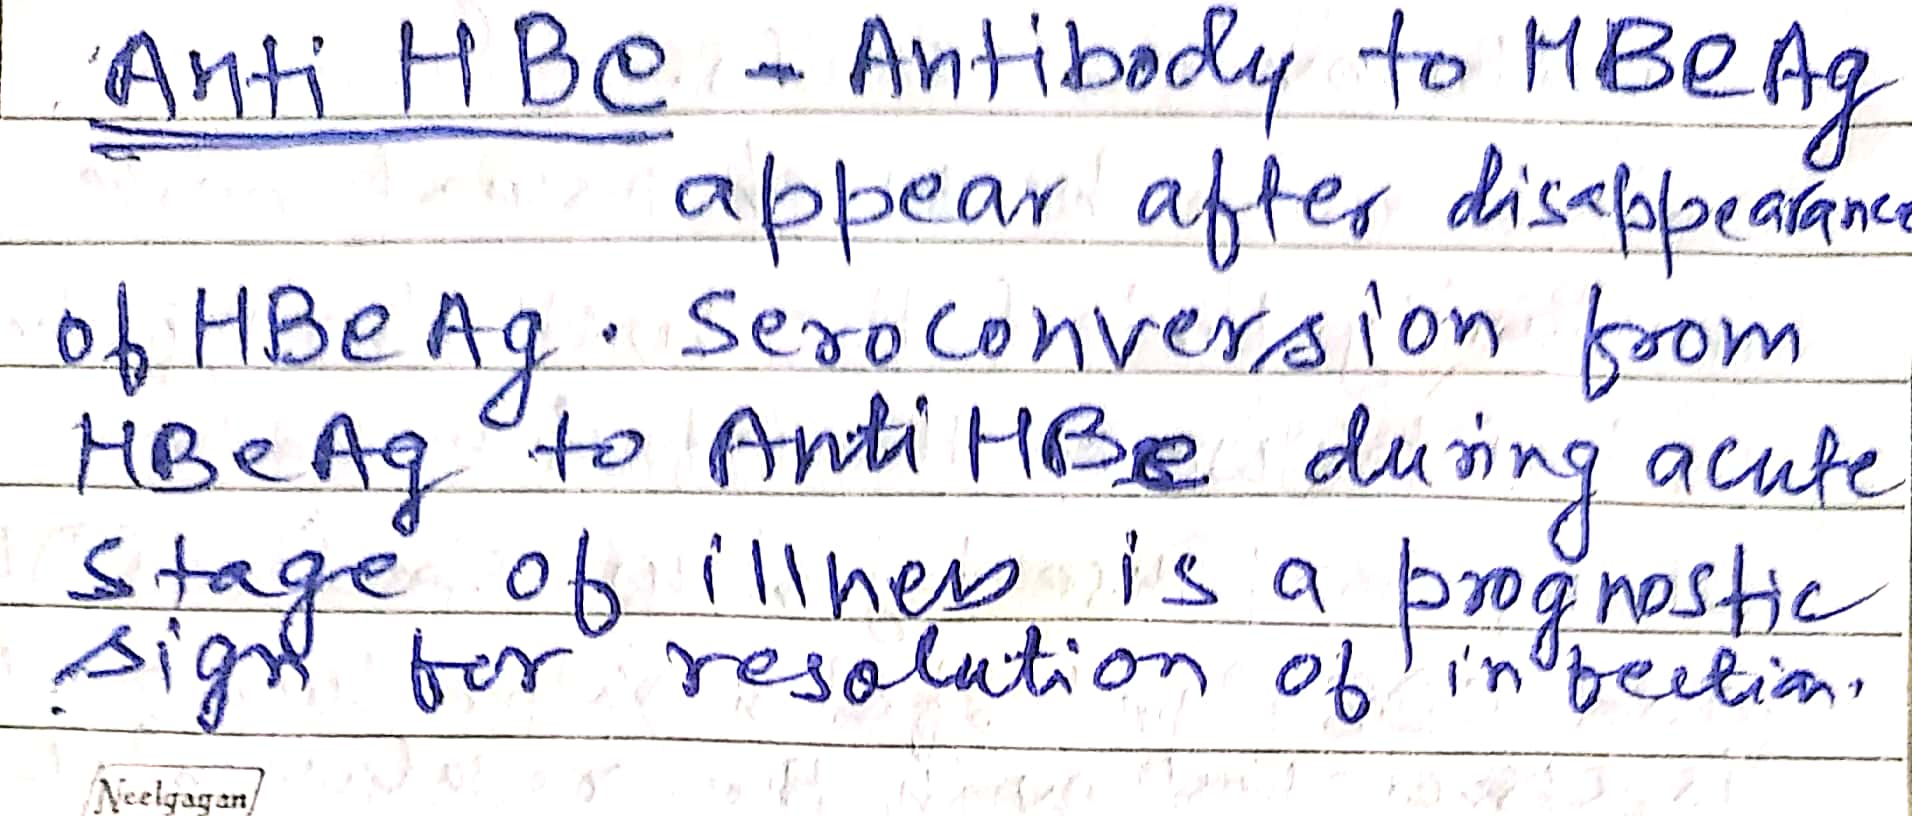 Anti HBe - Antibody to HBeAg
appear after disappearance
of HBeAg. Seroconversion from
HBeAg to Anti HBe during acute
stage of illness is a prognostic
sign for resolution of infection.
Neelgagan